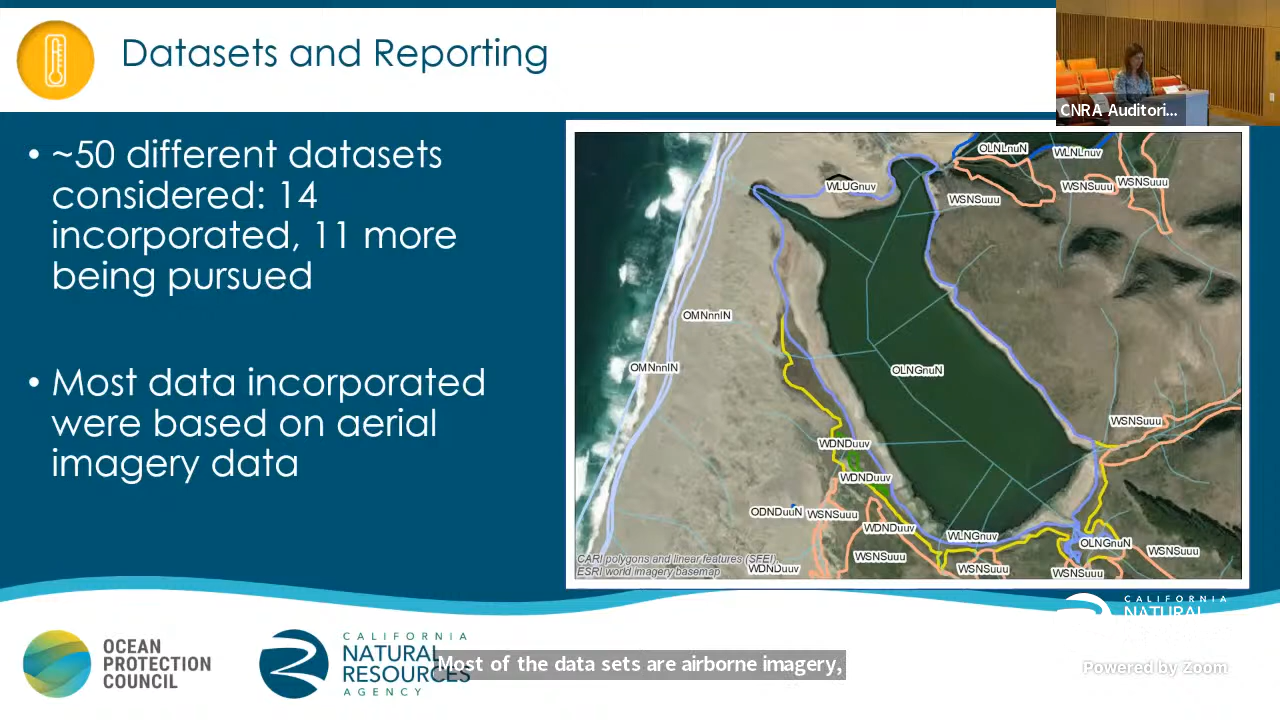 Datasets and Reporting
CNRA Auditori...
• ~50 different datasets
considered: 14
incorporated, 11 more
being pursued
• Most data incorporated
were based on aerial
imagery data
OLNLnuN
WLNLnuv
WLUGnuv
WSNSuuu
WSNSuuu
WSNSuuu
OMNnnIN
OMNnnIN
OLNGnuN
WSNSuuu
WDNDuuv
WDNDuuv
ODNDuuN
WSNSuuu
WDNDuuv
WLNGnuv
OLNGnuN
WSNSuuu
WSNSuuu
WSNSuuu
WSNSuuu
WDNDuuv
CARI polygons and linear features (SFEI),
ESRI world imagery basemap
CALIFORNIA
NATURAL
OCEAN
PROTECTION
COUNCIL
CALIFORNIA
NATURAL
RESOURCES
AGENCY
Most of the data sets are airborne imagery,
Powered by Zoom